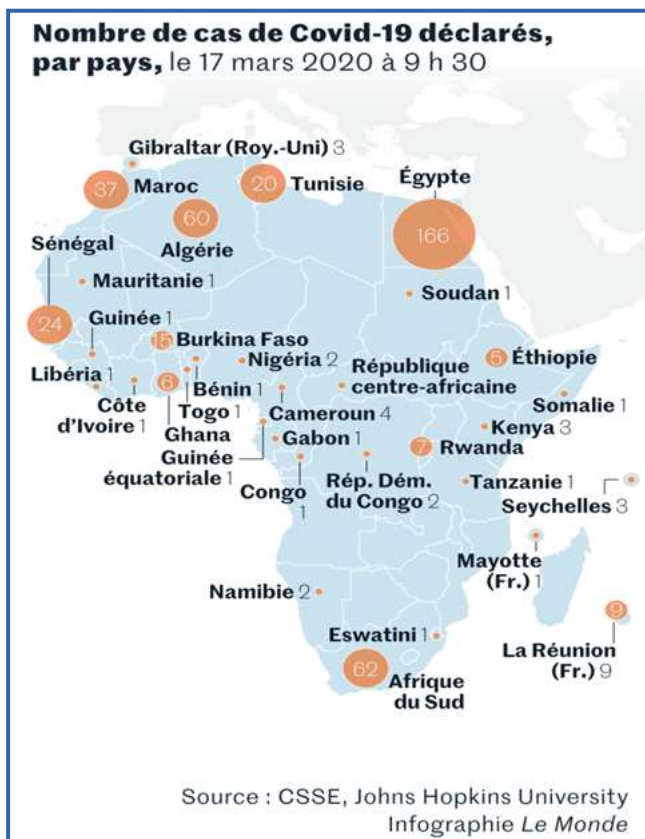 Nombre de cas de Covid-19 déclarés,
par pays, le 17 mars 2020 à 9 h 30
Gibraltar (Roy.-Uni) 3
37 Maroc
20 Tunisie
Égypte
166
60
Algérie
Sénégal
24
Mauritanie 1
Soudan 1
Guinée 1
15 Burkina Faso
Nigéria 2
République
centre-africaine
5 Éthiopie
Libéria 1
Côte
d'Ivoire 1
6
Ghana
Togo 1
Bénin 1
Cameroun 4
Somalie 1
Kenya 3
Guinée
équatoriale 1
Gabon 1
7 Rwanda
Congo
1
Rép. Dém.
du Congo 2
Tanzanie 1
Seychelles 3
Mayotte
(Fr.) 1
Namibie 2
9
La Réunion
(Fr.) 9
Eswatini 1
62
Afrique
du Sud
Source : CSSE, Johns Hopkins University
Infographie Le Monde